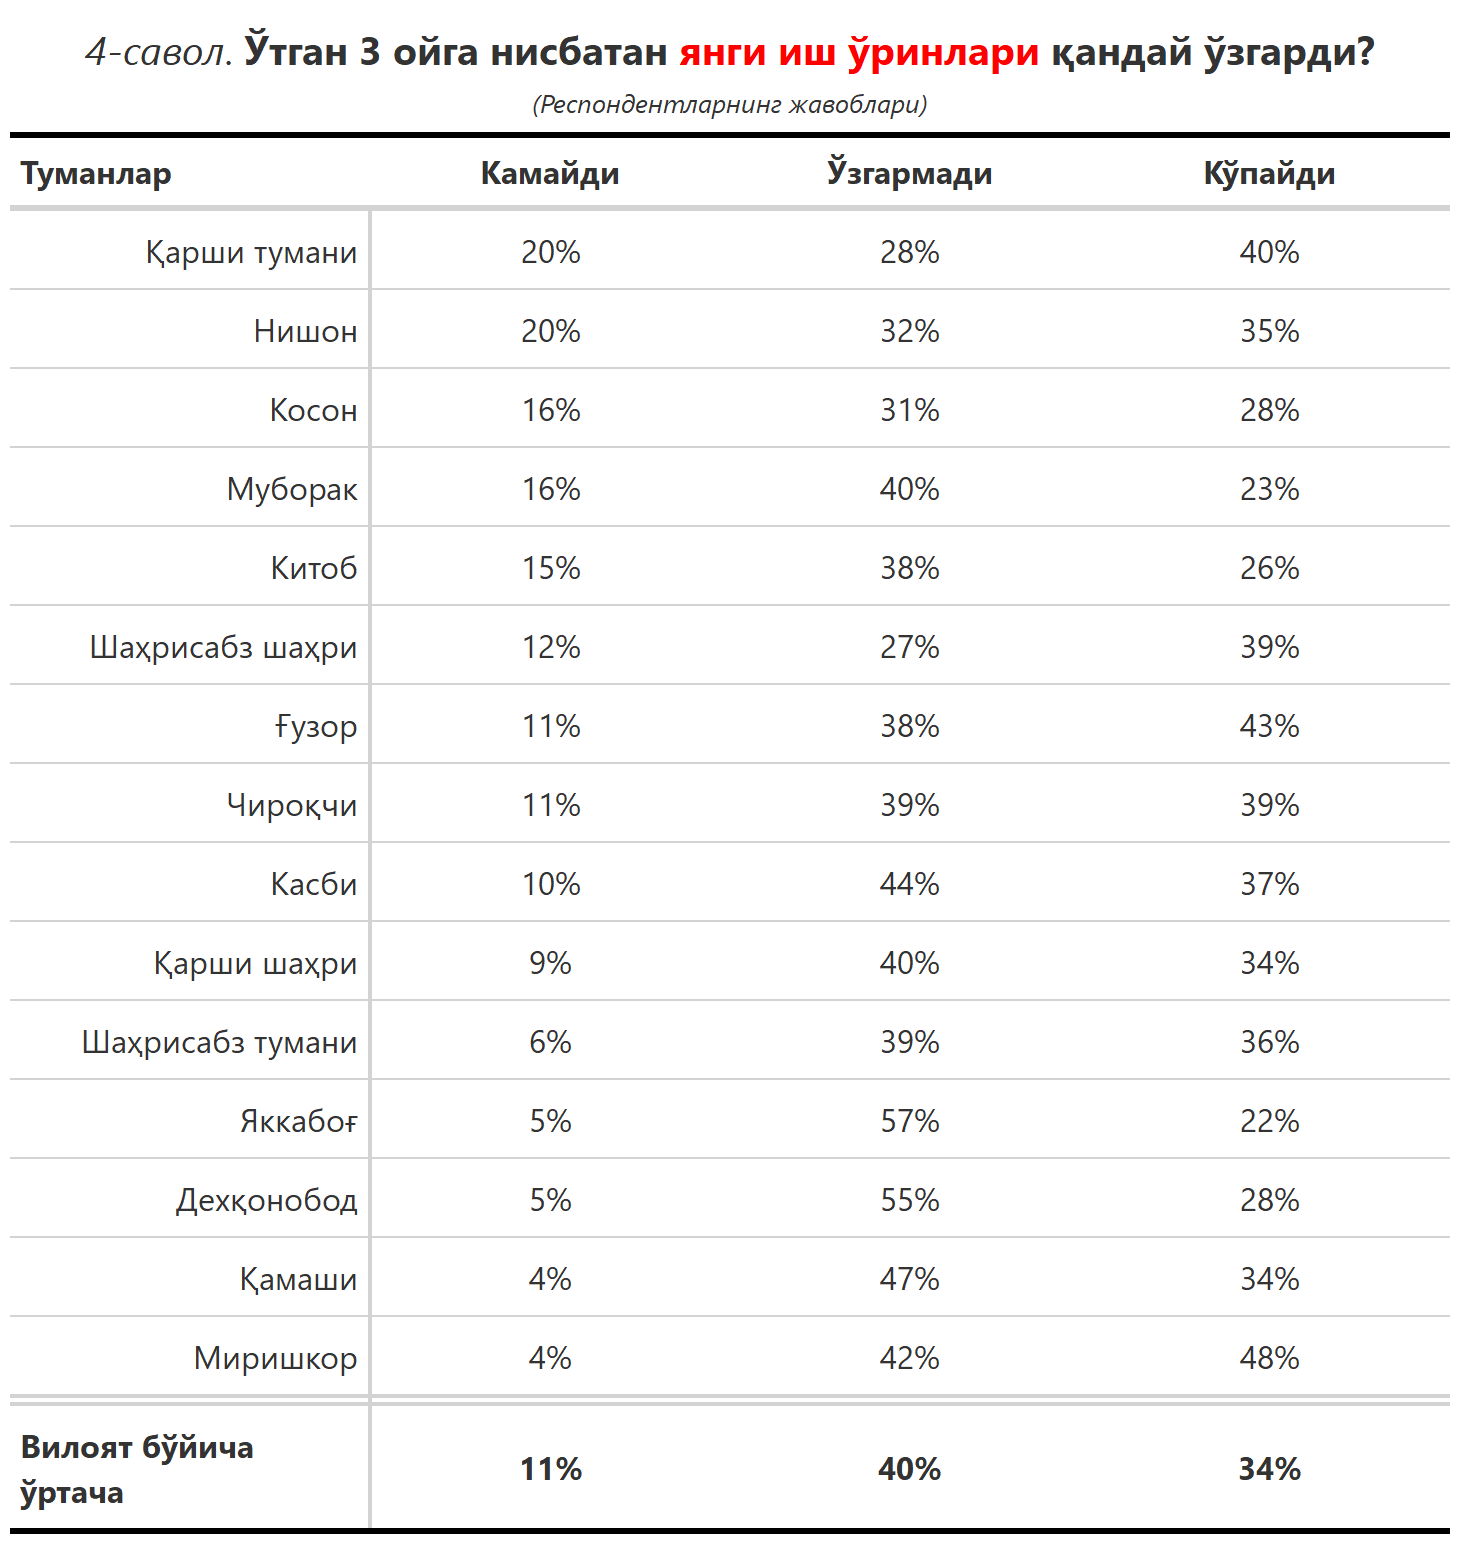 4-савол. Ўтган 3 ойга нисбатан янги иш ўринлари қандай ўзгарди?
(Респондентларнинг жавоблари)
Туманлар Камайди Ўзгармади Кўпайди
Қарши тумани 20% 28% 40%
Нишон 20% 32% 35%
Косон 16% 31% 28%
Муборак 16% 40% 23%
Китоб 15% 38% 26%
Шаҳрисабз шаҳри 12% 27% 39%
Ғузор 11% 38% 43%
Чироқчи 11% 39% 39%
Касби 10% 44% 37%
Қарши шаҳри 9% 40% 34%
Шаҳрисабз тумани 6% 39% 36%
Яккабоғ 5% 57% 22%
Дехқонобод 5% 55% 28%
Қамаши 4% 47% 34%
Миришкор 4% 42% 48%
Вилоят бўйича
ўртача 11% 40% 34%